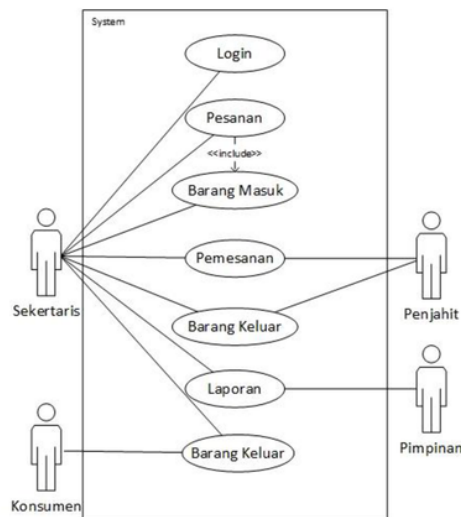 System
Login
Pesanan
<<include>>
Barang Masuk
Pemesanan
Sekertaris
Penjahit
Barang Keluar
Laporan
Pimpinan
Barang Keluar
Konsumen